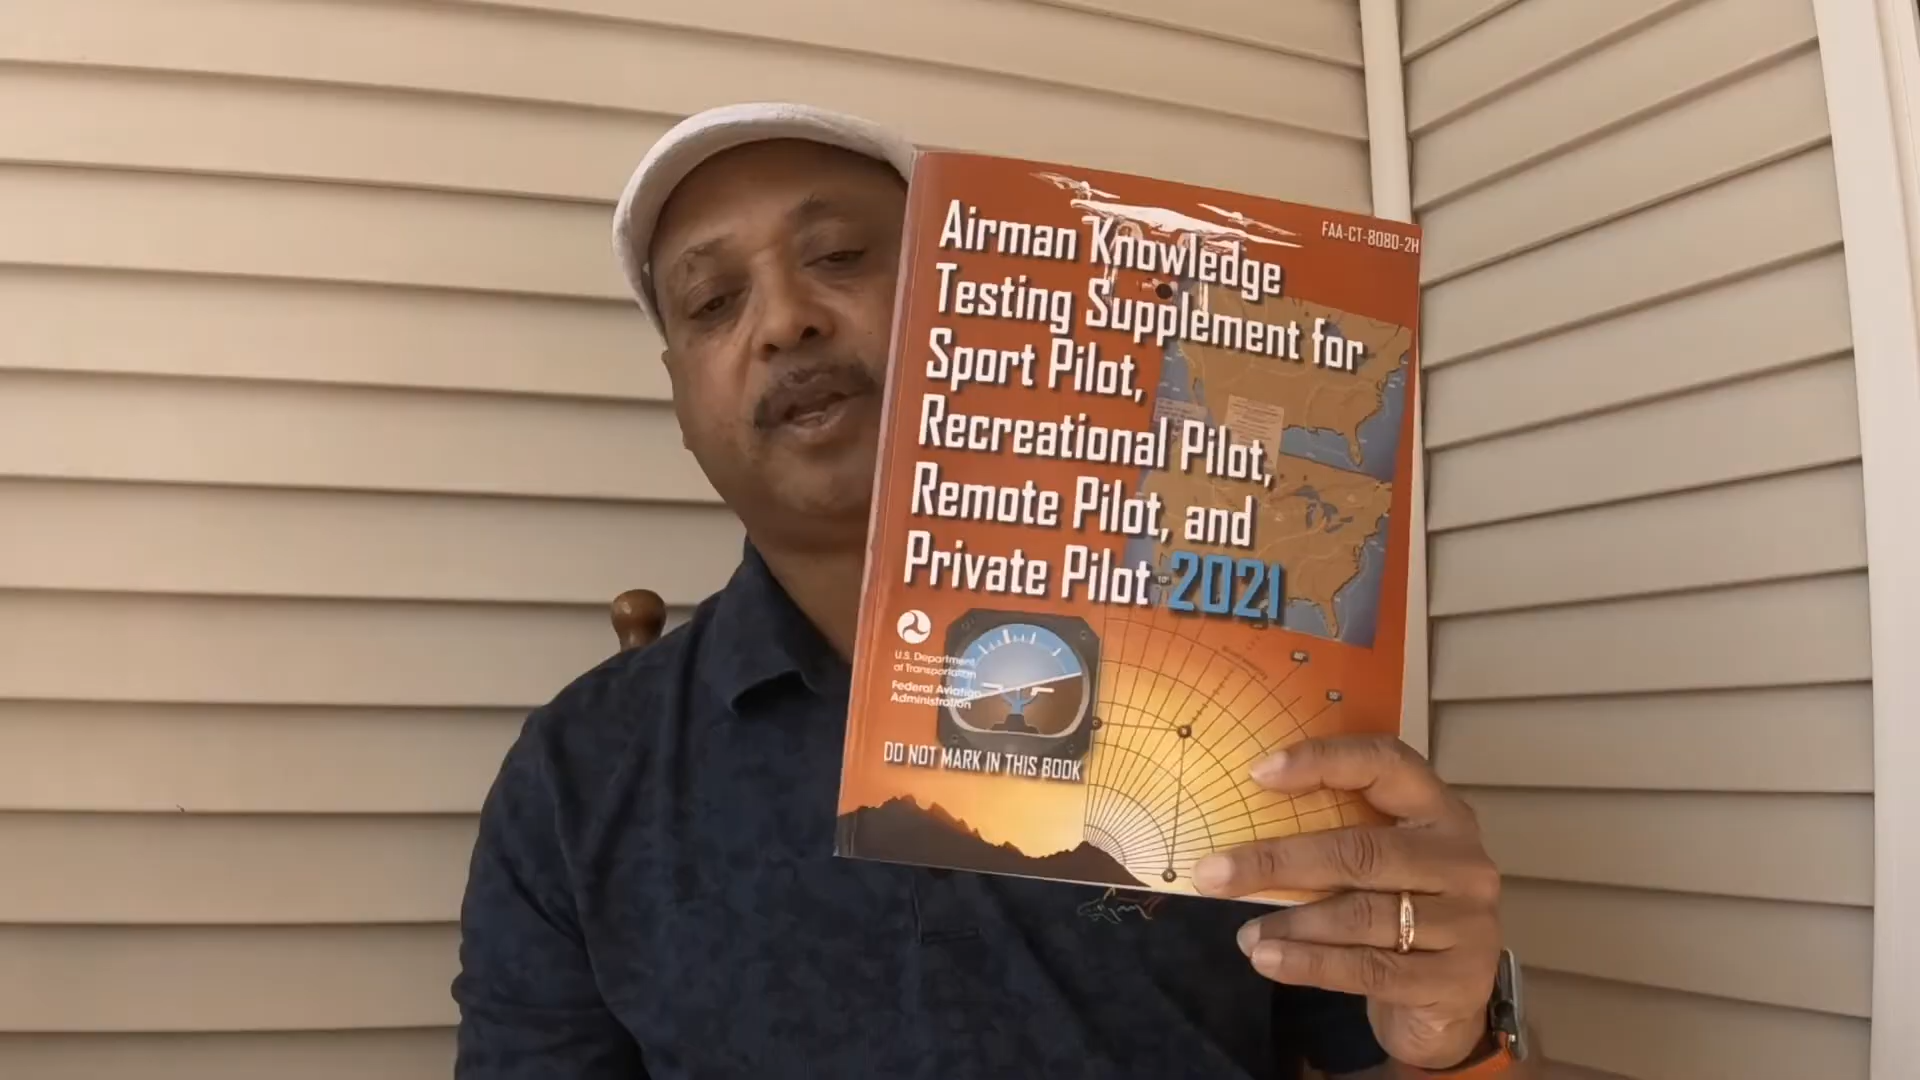 FAA-CT-8080-2H
Airman Knowledge
Testing Supplement for
Sport Pilot,
Recreational Pilot,
Remote Pilot, and
Private Pilot 2021
U.S. Department
of Transportation
Federal Aviation
Administration
DO NOT MARK IN THIS BOOK